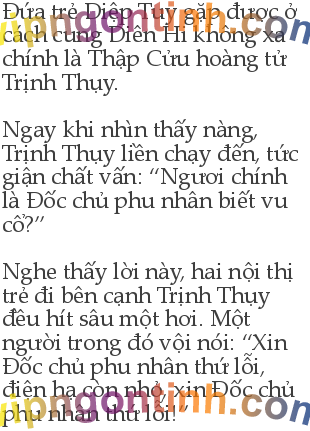 Đứa trẻ Diệp Tuy gặp được ở
cách cung Diên Hi không xa
chính là Thập Cửu hoàng tử
Trịnh Thụy.
Ngay khi nhìn thấy nàng,
Trịnh Thụy liền chạy đến, tức
giận chất vấn: “Ngươi chính
là Đốc chủ phu nhân biết vu
cổ?”
Nghe thấy lời này, hai nội thị
trẻ đi bên cạnh Trịnh Thụy
đều hít sâu một hơi. Một
người trong đó vội nói: “Xin
Đốc chủ phu nhân thứ lỗi,
điện hạ còn nhỏ, xin Đốc chủ
phu nhân thứ lỗi!”
vipngontinh.com
vipngontinh.com